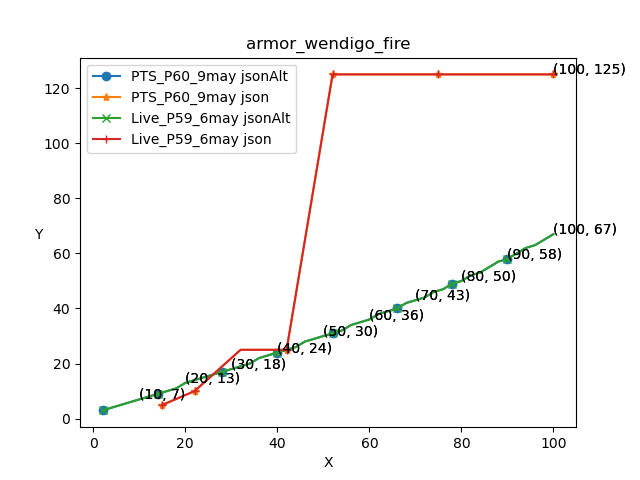 armor_wendigo_fire
PTS_P60_9may jsonAlt
PTS_P60_9may json
Live_P59_6may jsonAlt
Live_P59_6may json
(100, 125)
(100, 67)
(90, 58)
(80, 50)
(70, 43)
(60, 36)
(50, 30)
(40, 24)
(30, 18)
(20, 13)
(10, 7)
Y
120
100
80
60
40
20
0
0 20 40 60 80 100
X